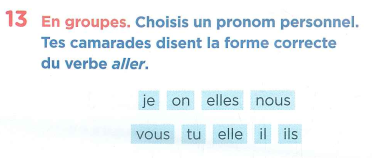 13 En groupes. Choisis un pronom personnel.
Tes camarades disent la forme correcte
du verbe aller.
je on elles nous
vous tu elle il ils